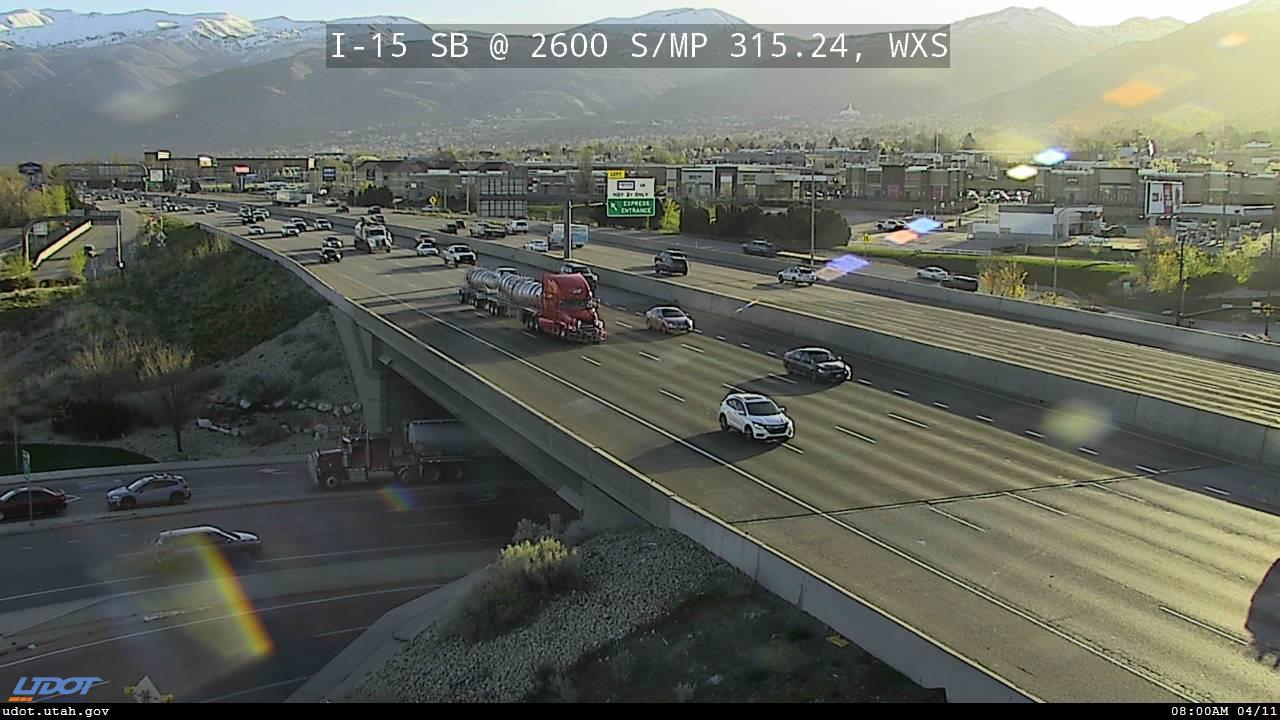 I-15 SB @ 2600 S/MP 315.24, WXS
LEFT
HOV 2+ ONLY
EXPRESS
ENTRANCE
UDOT
udot.utah.gov
08:00AM 04/11